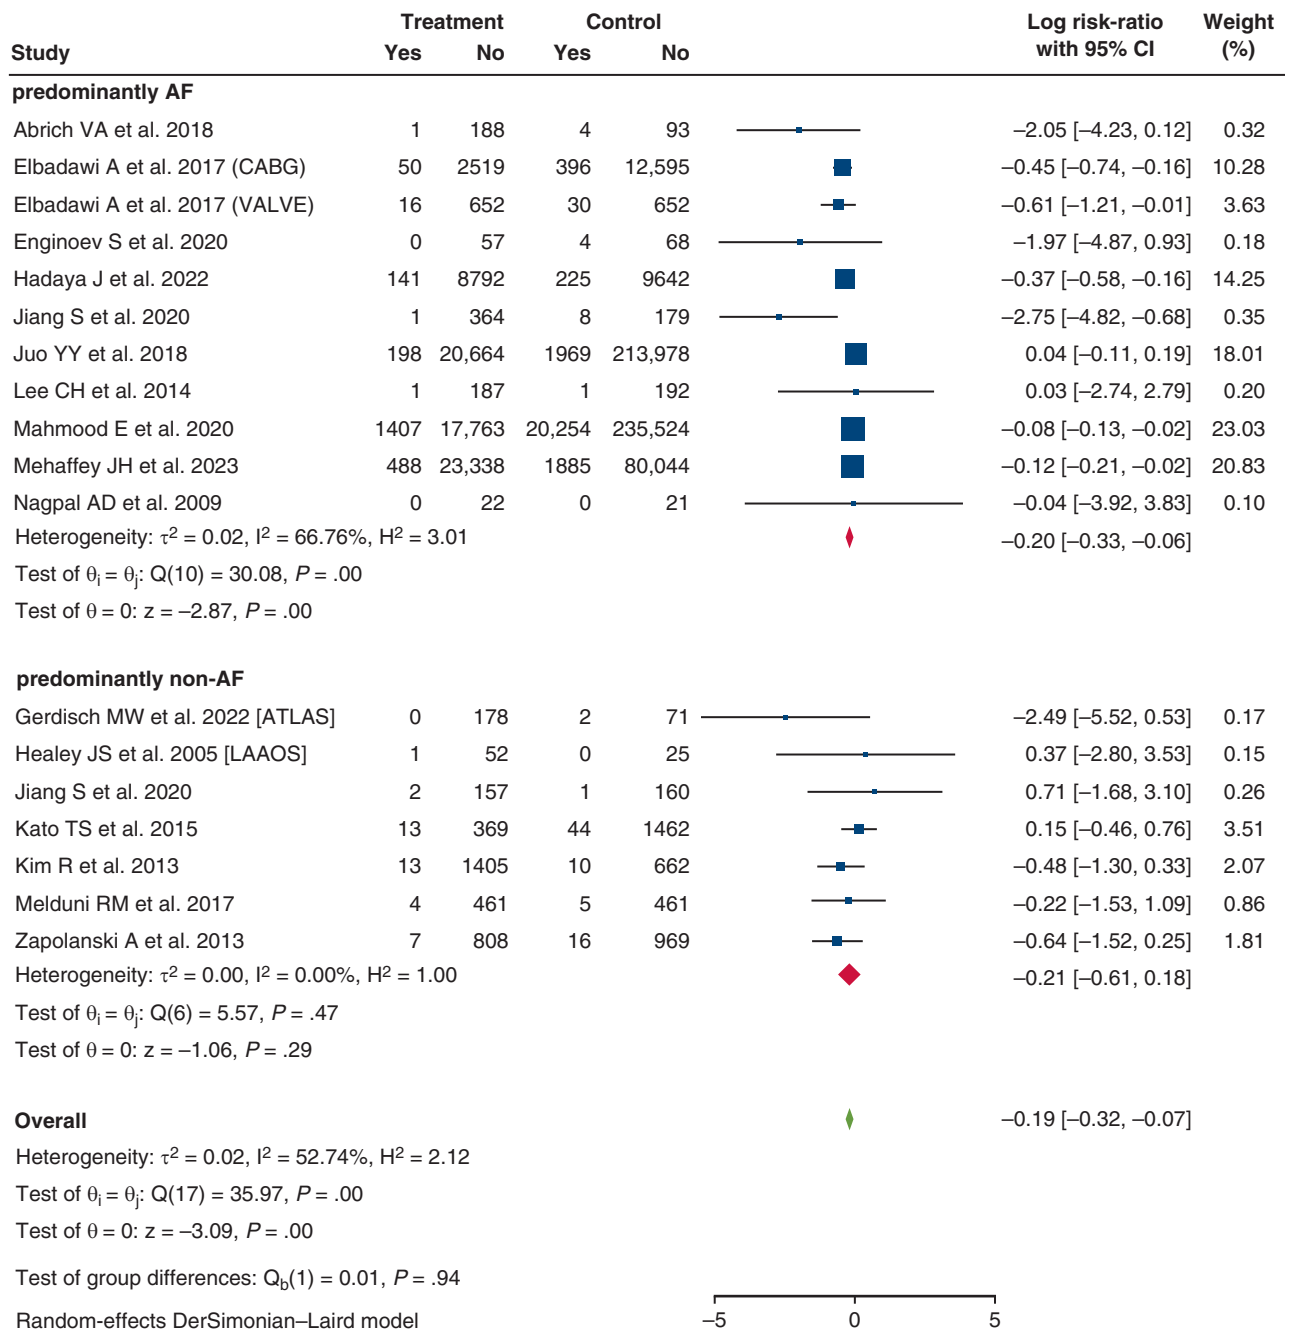 Treatment Control Log risk-ratio Weight
Study Yes No Yes No with 95% CI (%)
predominantly AF
Abrich VA et al. 2018 1 188 4 93 –2.05 [–4.23, 0.12] 0.32
Elbadawi A et al. 2017 (CABG) 50 2519 396 12,595 –0.45 [–0.74, –0.16] 10.28
Elbadawi A et al. 2017 (VALVE) 16 652 30 652 –0.61 [–1.21, –0.01] 3.63
Enginoev S et al. 2020 0 57 4 68 -1.97 [–4.87, 0.93] 0.18
Hadaya J et al. 2022 141 8792 225 9642 –0.37 [–0.58, –0.16] 14.25
Jiang S et al. 2020 1 364 8 179 –2.75 [–4.82, –0.68] 0.35
Juo YY et al. 2018 198 20,664 1969 213,978 0.04 [–0.11, 0.19] 18.01
Lee CH et al. 2014 1 187 1 192 0.03 [–2.74, 2.79] 0.20
Mahmood E et al. 2020 1407 17,763 20,254 235,524 –0.08 [–0.13, –0.02] 23.03
Mehaffey JH et al. 2023 488 23,338 1885 80,044 –0.12 [–0.21, –0.02] 20.83
Nagpal AD et al. 2009 0 22 0 21 –0.04 [–3.92, 3.83] 0.10
Heterogeneity: τ² = 0.02, I² = 66.76%, H² = 3.01 –0.20 [–0.33, –0.06]
Test of θi = θj: Q(10) = 30.08, P = .00
Test of θ = 0: z = –2.87, P = .00
predominantly non-AF
Gerdisch MW et al. 2022 [ATLAS] 0 178 2 71 –2.49 [–5.52, 0.53] 0.17
Healey JS et al. 2005 [LAAOS] 1 52 0 25 0.37 [–2.80, 3.53] 0.15
Jiang S et al. 2020 2 157 1 160 0.71 [–1.68, 3.10] 0.26
Kato TS et al. 2015 13 369 44 1462 0.15 [–0.46, 0.76] 3.51
Kim R et al. 2013 13 1405 10 662 –0.48 [–1.30, 0.33] 2.07
Melduni RM et al. 2017 4 461 5 461 –0.22 [–1.53, 1.09] 0.86
Zapolanski A et al. 2013 7 808 16 969 –0.64 [–1.52, 0.25] 1.81
Heterogeneity: τ² = 0.00, I² = 0.00%, H² = 1.00 –0.21 [–0.61, 0.18]
Test of θi = θj: Q(6) = 5.57, P = .47
Test of θ = 0: z = –1.06, P = .29
Overall –0.19 [–0.32, –0.07]
Heterogeneity: τ² = 0.02, I² = 52.74%, H² = 2.12
Test of θi = θj: Q(17) = 35.97, P = .00
Test of θ = 0: z = –3.09, P = .00
Test of group differences: Qb(1) = 0.01, P = .94
Random-effects DerSimonian–Laird model –5 0 5